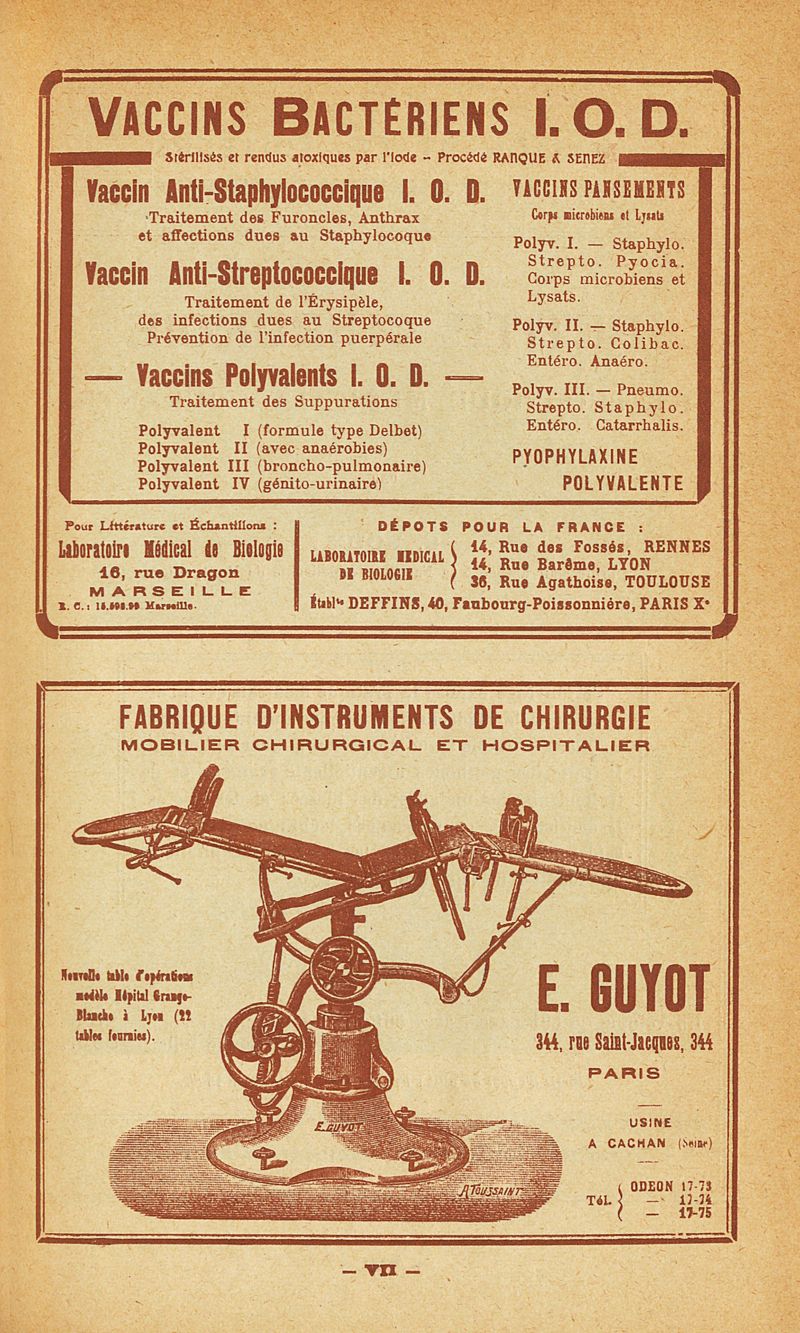 VACCINS BACTÉRIENS I. O. D.
Stérilisés et rendus atoxiques par l'Iode -- Procédé RANQUE & SENEZ
Vaccin Anti-Staphylococcique I. O. D.
Traitement des Furoncles, Anthrax
et affections dues au Staphylocoque
Vaccin Anti-Streptococcique I. O. D.
Traitement de l'Érysipèle,
des infections dues au Streptocoque
Prévention de l'infection puerpérale
— Vaccins Polyvalents I. O. D. —
Traitement des Suppurations
Polyvalent I (formule type Delbet)
Polyvalent II (avec anaérobies)
Polyvalent III (broncho-pulmonaire)
Polyvalent IV (génito-urinaire)
VACCINS PANSEMENTS
Corps microbiens et Lysats
Polyv. I. — Staphylo.
Strepto. Pyocia.
Corps microbiens et
Lysats.
Polyv. II. — Staphylo.
Strepto. Colibac.
Entéro. Anaéro.
Polyv. III. — Pneumo.
Strepto. Staphylo.
Entéro. Catarrhalis.
PYOPHYLAXINE
POLYVALENTE
Pour Littérature et Échantillons :
Laboratoire Médical de Biologie
16, rue Dragon
MARSEILLE
R. C. : Marseille.
DÉPOTS POUR LA FRANCE :
LABORATOIRE MEDICAL
DE BIOLOGIE
14, Rue des Fossés, RENNES
14, Rue Barême, LYON
36, Rue Agathoise, TOULOUSE
Établts DEFFINS, 40, Faubourg-Poissonnière, PARIS Xe
FABRIQUE D'INSTRUMENTS DE CHIRURGIE
MOBILIER CHIRURGICAL ET HOSPITALIER
Nouvelle table d'opérations
modèle Hôpital Grange-
Blanche à Lyon (22
tables fournies).
E. GUYOT
344, rue Saint-Jacques, 344
PARIS
USINE
A CACHAN (Seine)
TÉL. ODEON 17-73
— 17-74
— 17-75
E. GUYOT
A TOUSSAINT
— VII —